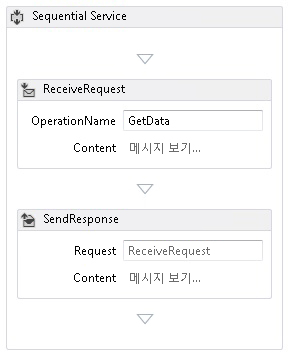 Sequential Service
ReceiveRequest
OperationName GetData
Content 메시지 보기...
SendResponse
Request ReceiveRequest
Content 메시지 보기...